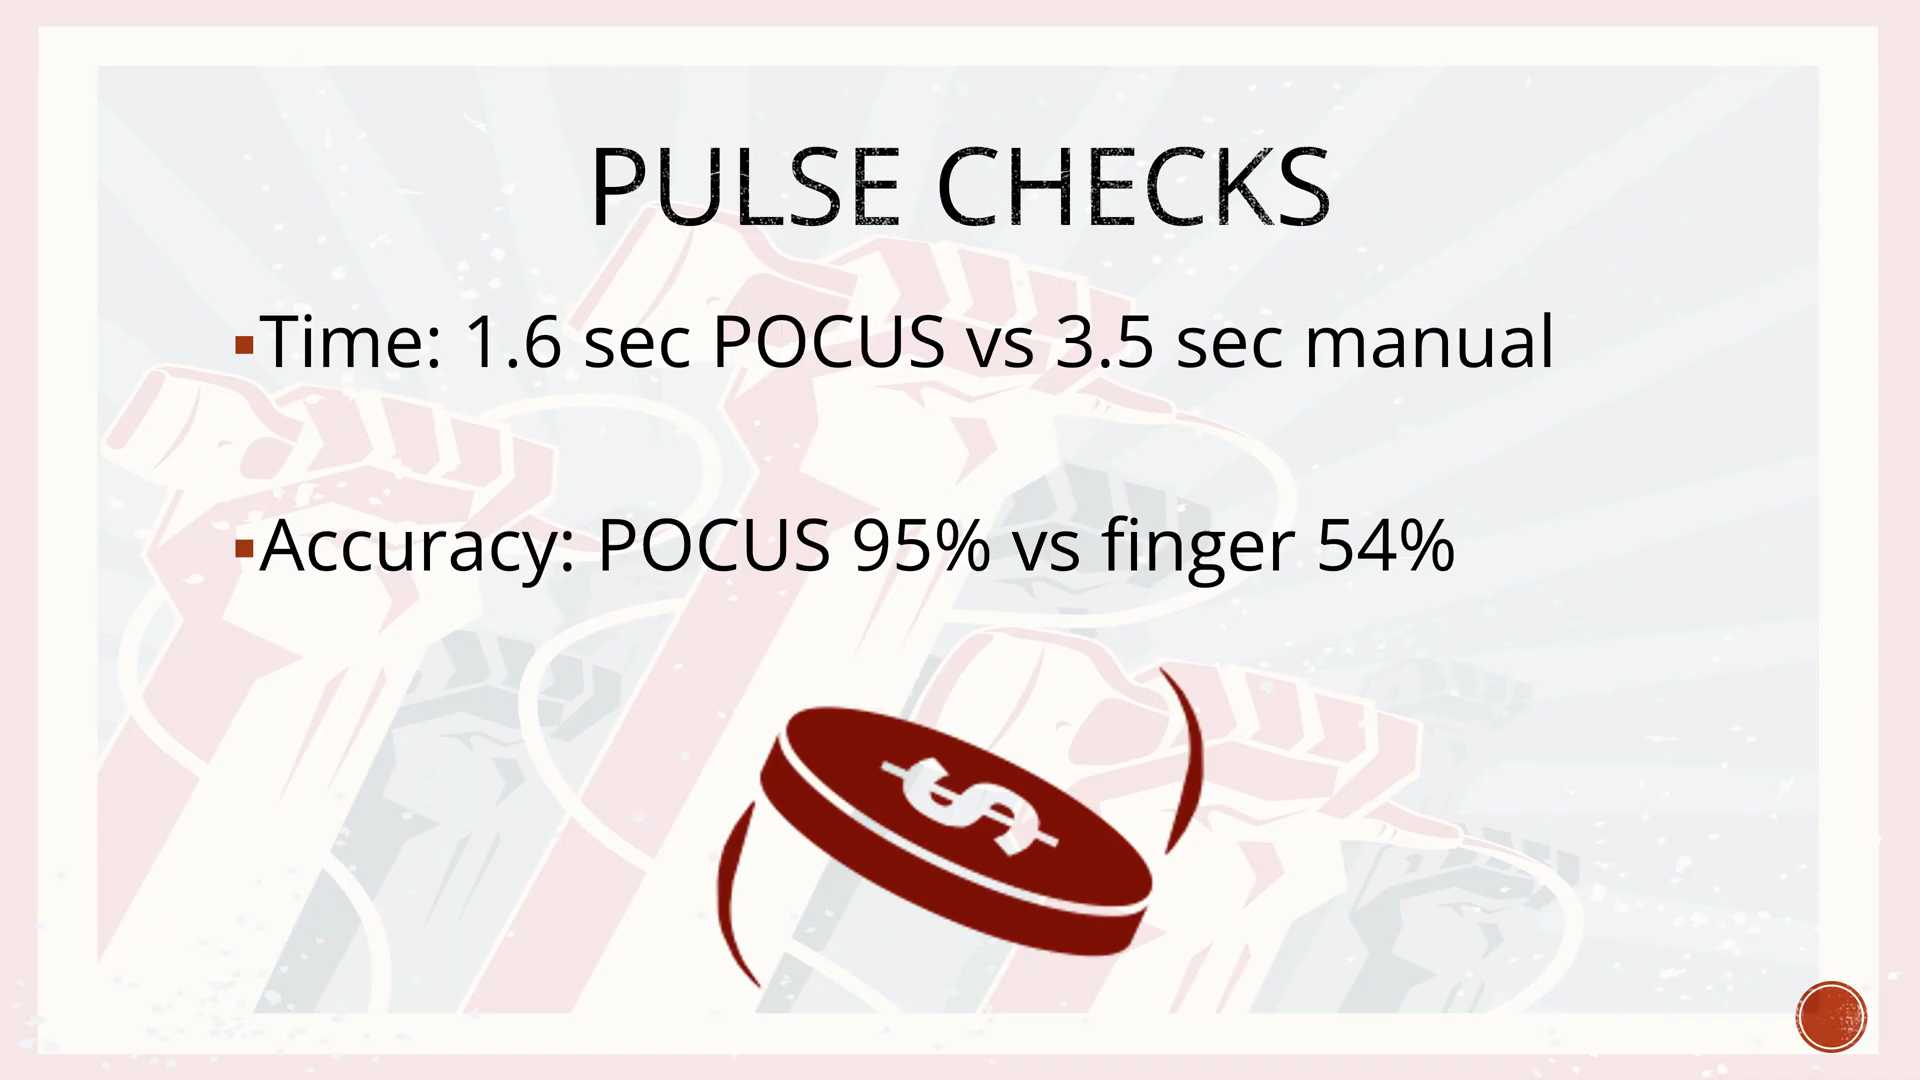 PULSE CHECKS
▪Time: 1.6 sec POCUS vs 3.5 sec manual
▪Accuracy: POCUS 95% vs finger 54%
$